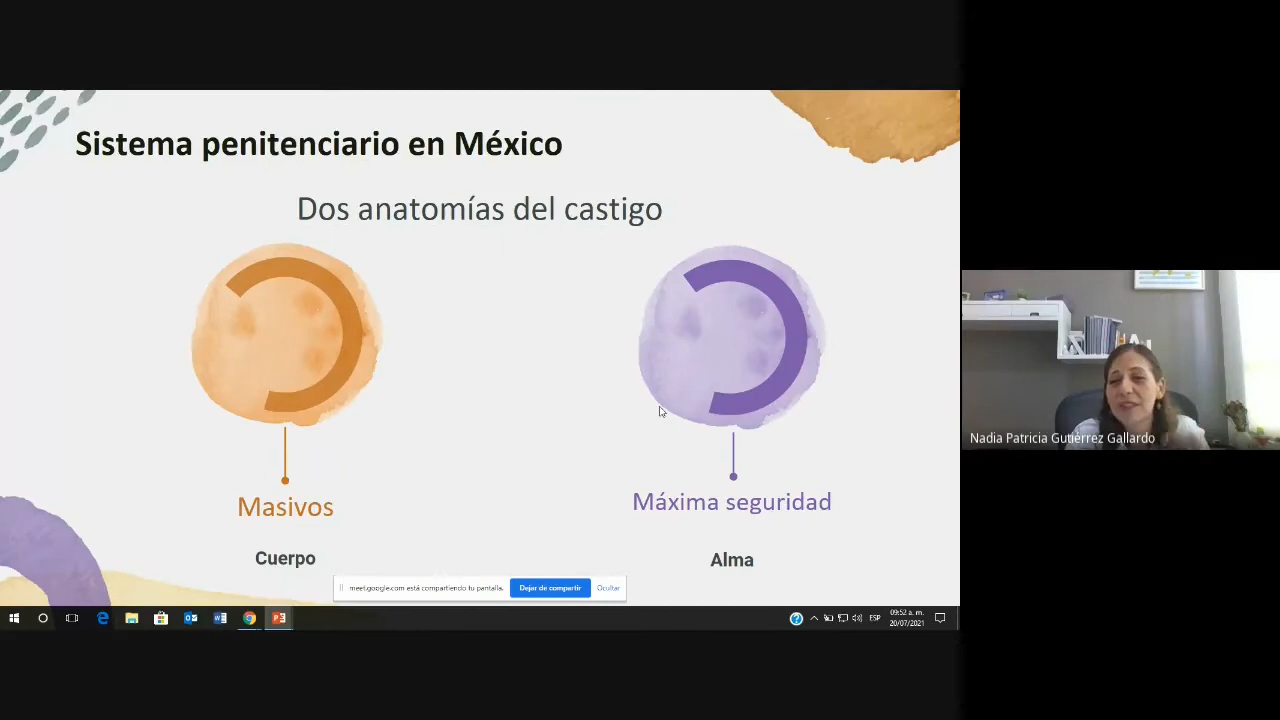 Sistema penitenciario en México
Dos anatomías del castigo
Masivos
Máxima seguridad
Cuerpo
Alma
meet.google.com está compartiendo tu pantalla.
Dejar de compartir
Ocultar
ESP
09:52 a. m.
20/07/2021
Nadia Patricia Gutiérrez Gallardo